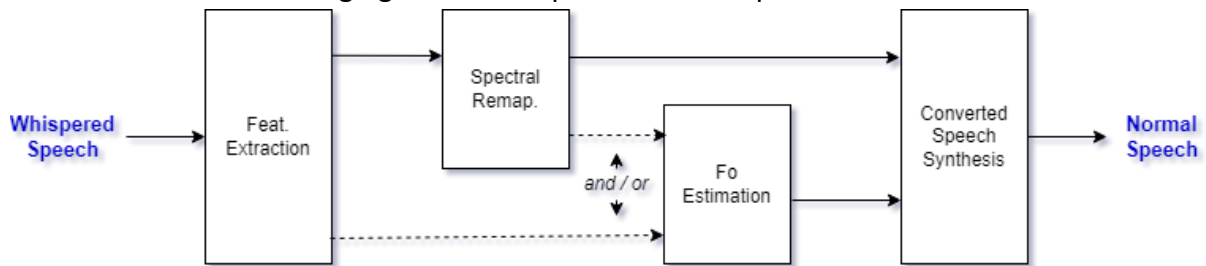 Whispered
Speech
Feat.
Extraction
Spectral
Remap.
and / or
Fo
Estimation
Converted
Speech
Synthesis
Normal
Speech